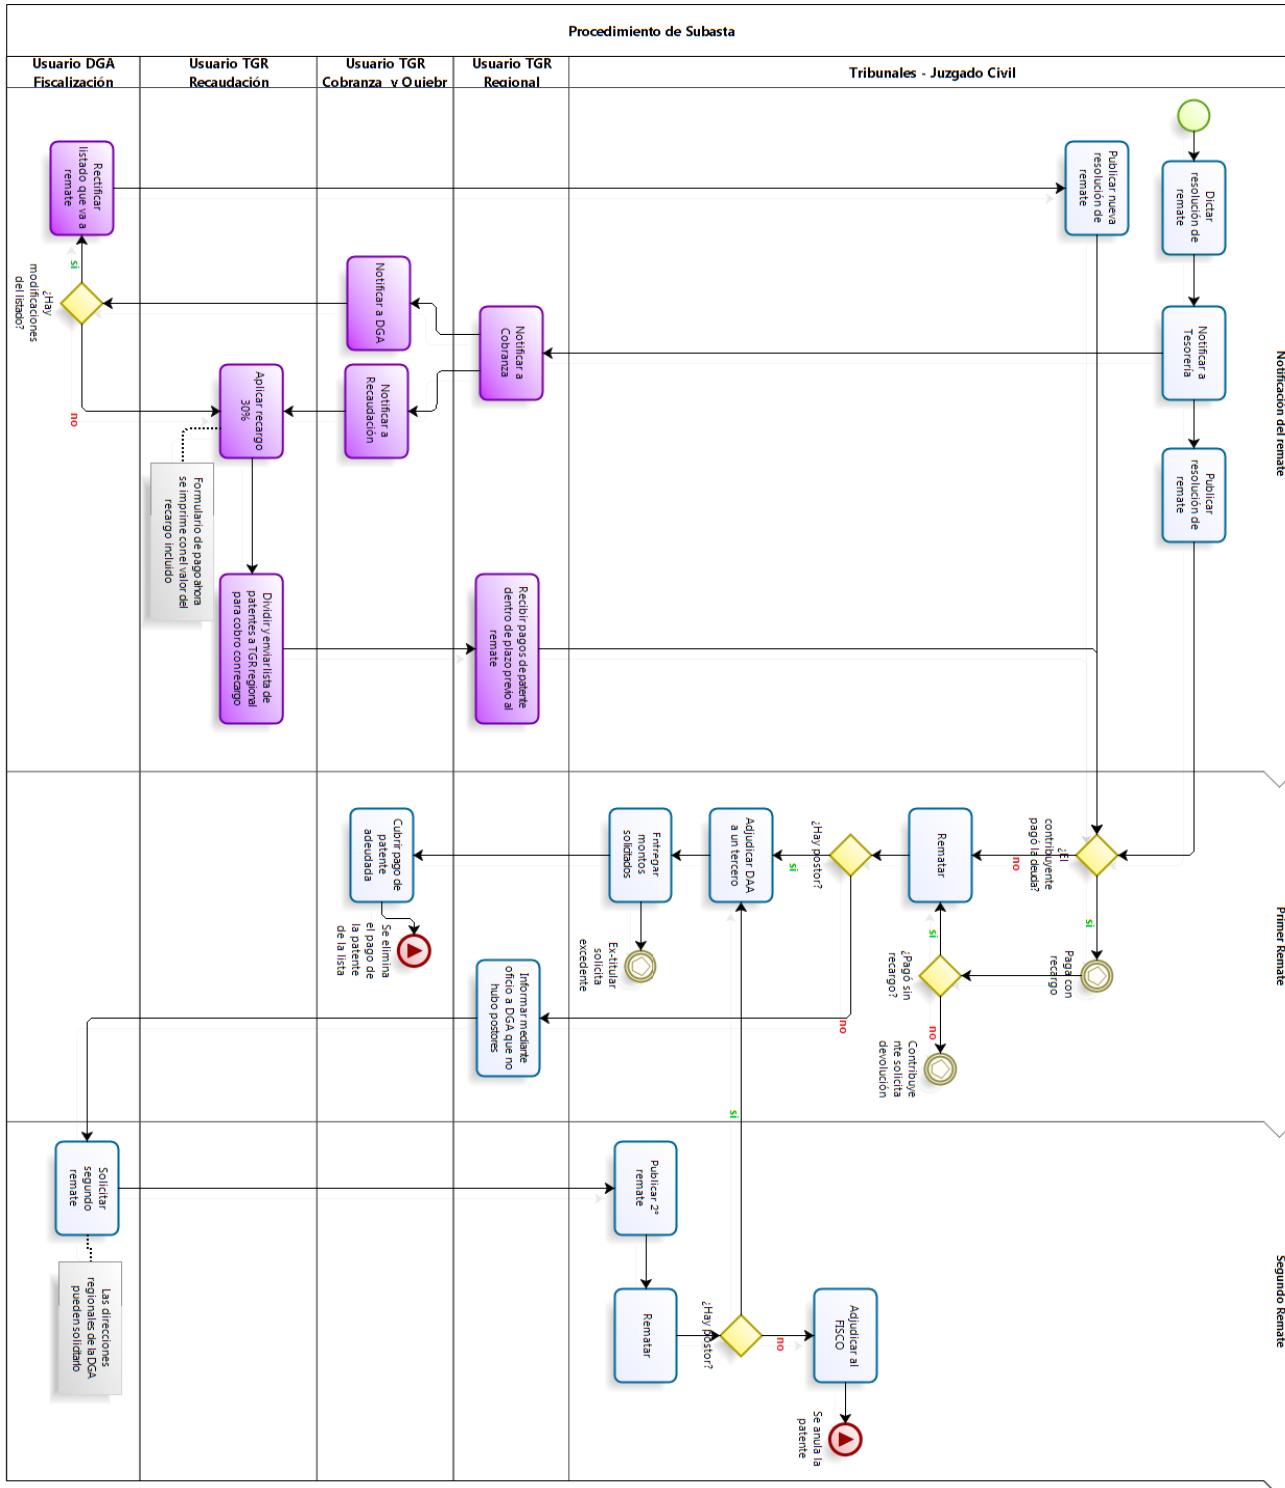 Procedimiento de Subasta
Usuario DGA
Fiscalización
Usuario TGR
Recaudación
Usuario TGR
Cobranza y Quiebr
Usuario TGR
Regional
Tribunales - Juzgado Civil
Notificación del remate
Dictar
resolución de
remate
Notificar a
Tesorería
Publicar
resolución de
remate
Publicar nueva
resolución de
remate
Rectificar
listado que va a
remate
si
¿Hay
modificaciones
del listado?
no
Notificar a DGA
Notificar a
Cobranza
Notificar a
Recaudación
Aplicar recargo
30%
Formulario de pago ahora
se imprime con el valor del
recargo incluido
Dividir y enviar lista de
patentes a TGR regional
para cobro con recargo
Recibir pagos de patente
dentro de plazo previo al
remate
Primer Remate
¿El
contribuyente
pagó la deuda?
no
si
Paga con
recargo
Rematar
si
¿Pagó sin
recargo?
no
Contribuye
nte solicita
devolución
¿Hay postor?
si
no
Adjudicar DAA
a un tercero
Entregar
montos
solicitados
Ex-titular
solicita
excedente
Cubrir pago de
patente
adeudada
Se elimina
el pago de
la patente
de la lista
Informar mediante
oficio a DGA que no
hubo postores
Segundo Remate
Solicitar
segundo
remate
Las direcciones
regionales de la DGA
pueden solicitarlo
Publicar 2°
remate
Rematar
¿Hay postor?
si
no
Adjudicar al
FISCO
Se anula la
patente